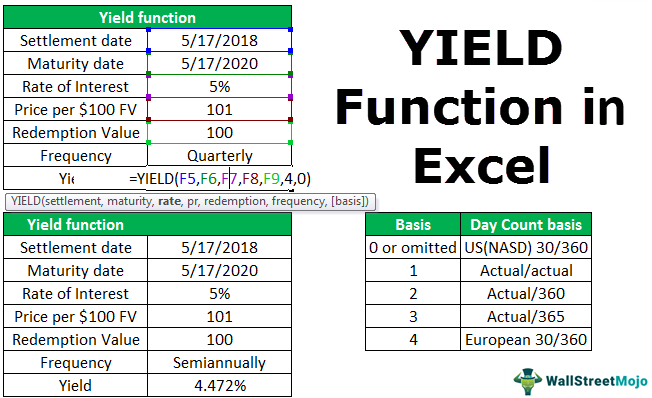 Yield function
Settlement date 5/17/2018
Maturity date 5/17/2020
Rate of Interest 5%
Price per $100 FV 101
Redemption Value 100
Frequency Quarterly
Yi =YIELD(F5,F6,F7,F8,F9,4,0)
YIELD(settlement, maturity, rate, pr, redemption, frequency, [basis])
YIELD
Function in
Excel
Yield function
Settlement date 5/17/2018
Maturity date 5/17/2020
Rate of Interest 5%
Price per $100 FV 101
Redemption Value 100
Frequency Semiannually
Yield 4.472%
Basis Day Count basis
0 or omitted US(NASD) 30/360
1 Actual/actual
2 Actual/360
3 Actual/365
4 European 30/360
WallStreetMojo